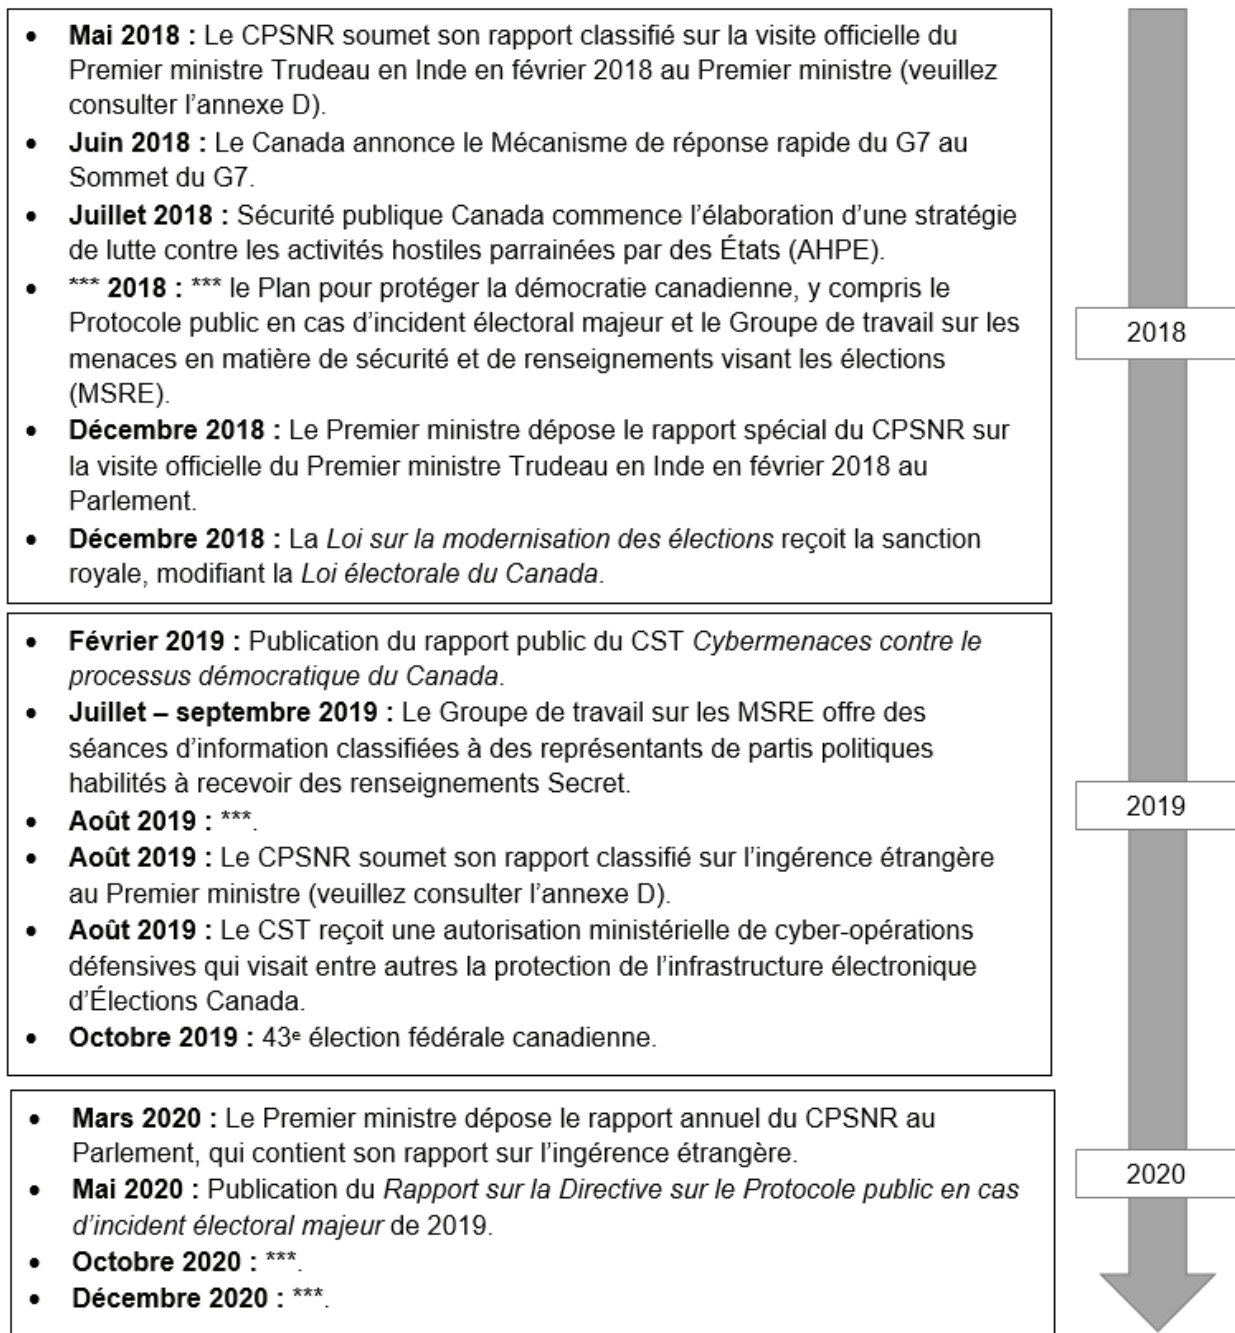 • Mai 2018 : Le CPSNR soumet son rapport classifié sur la visite officielle du
Premier ministre Trudeau en Inde en février 2018 au Premier ministre (veuillez
consulter l’annexe D).
• Juin 2018 : Le Canada annonce le Mécanisme de réponse rapide du G7 au
Sommet du G7.
• Juillet 2018 : Sécurité publique Canada commence l’élaboration d’une stratégie
de lutte contre les activités hostiles parrainées par des États (AHPE).
• *** 2018 : *** le Plan pour protéger la démocratie canadienne, y compris le
Protocole public en cas d’incident électoral majeur et le Groupe de travail sur les
menaces en matière de sécurité et de renseignements visant les élections
(MSRE).
• Décembre 2018 : Le Premier ministre dépose le rapport spécial du CPSNR sur
la visite officielle du Premier ministre Trudeau en Inde en février 2018 au
Parlement.
• Décembre 2018 : La Loi sur la modernisation des élections reçoit la sanction
royale, modifiant la Loi électorale du Canada.
2018
• Février 2019 : Publication du rapport public du CST Cybermenaces contre le
processus démocratique du Canada.
• Juillet – septembre 2019 : Le Groupe de travail sur les MSRE offre des
séances d’information classifiées à des représentants de partis politiques
habilités à recevoir des renseignements Secret.
• Août 2019 : ***.
• Août 2019 : Le CPSNR soumet son rapport classifié sur l’ingérence étrangère
au Premier ministre (veuillez consulter l’annexe D).
• Août 2019 : Le CST reçoit une autorisation ministérielle de cyber-opérations
défensives qui visait entre autres la protection de l’infrastructure électronique
d’Élections Canada.
• Octobre 2019 : 43e élection fédérale canadienne.
2019
• Mars 2020 : Le Premier ministre dépose le rapport annuel du CPSNR au
Parlement, qui contient son rapport sur l’ingérence étrangère.
• Mai 2020 : Publication du Rapport sur la Directive sur le Protocole public en cas
d’incident électoral majeur de 2019.
• Octobre 2020 : ***.
• Décembre 2020 : ***.
2020